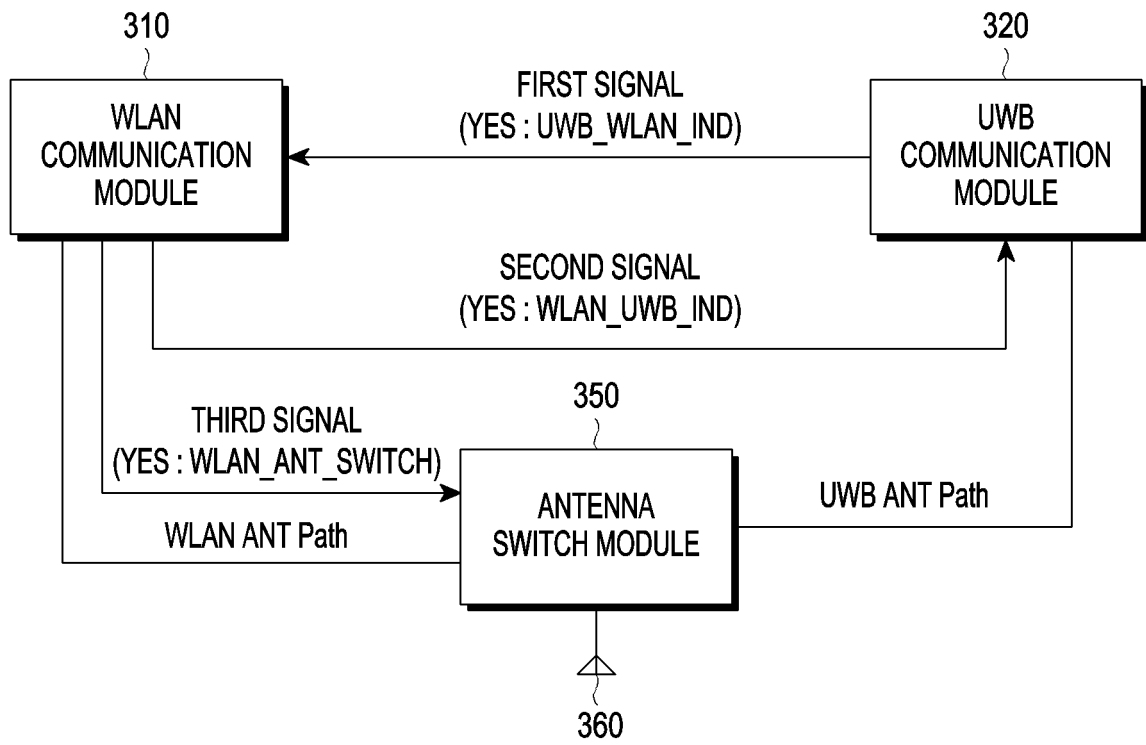 310
320
WLAN
COMMUNICATION
MODULE
FIRST SIGNAL
(YES : UWB_WLAN_IND)
UWB
COMMUNICATION
MODULE
SECOND SIGNAL
(YES : WLAN_UWB_IND)
350
THIRD SIGNAL
(YES : WLAN_ANT_SWITCH)
ANTENNA
SWITCH MODULE
UWB ANT Path
WLAN ANT Path
360